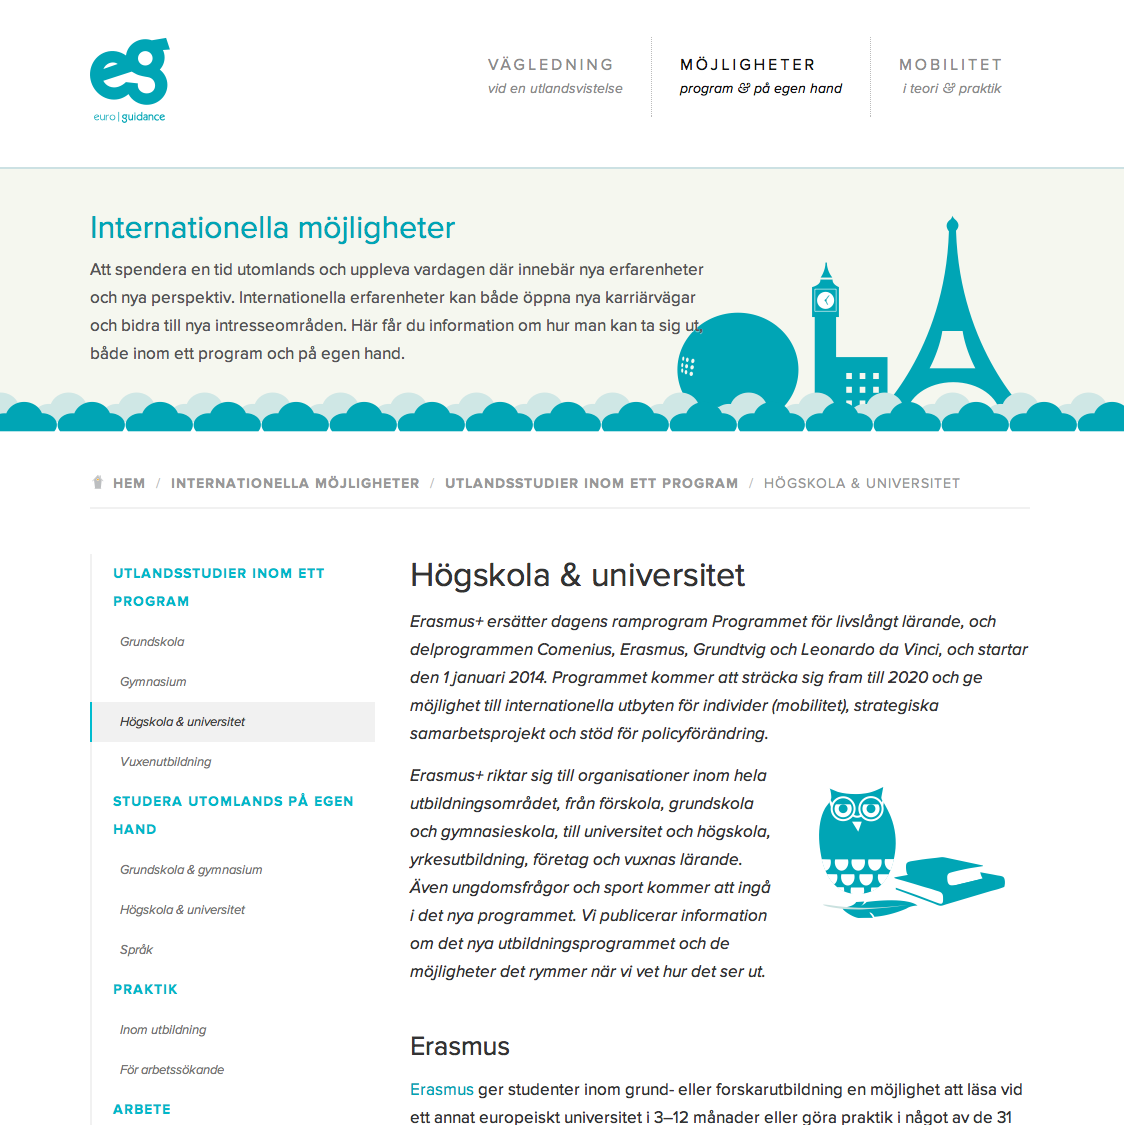 eg
euro|guidance
VÄGLEDNING
vid en utlandsvistelse
MÖJLIGHETER
program & på egen hand
MOBILITET
i teori & praktik
Internationella möjligheter
Att spendera en tid utomlands och uppleva vardagen där innebär nya erfarenheter
och nya perspektiv. Internationella erfarenheter kan både öppna nya karriärvägar
och bidra till nya intresseområden. Här får du information om hur man kan ta sig ut,
både inom ett program och på egen hand.
HEM / INTERNATIONELLA MÖJLIGHETER / UTLANDSSTUDIER INOM ETT PROGRAM / HÖGSKOLA & UNIVERSITET
UTLANDSSTUDIER INOM ETT
PROGRAM
Grundskola
Gymnasium
Högskola & universitet
Vuxenutbildning
STUDERA UTOMLANDS PÅ EGEN
HAND
Grundskola & gymnasium
Högskola & universitet
Språk
PRAKTIK
Inom utbildning
För arbetssökande
ARBETE
Högskola & universitet
Erasmus+ ersätter dagens ramprogram Programmet för livslångt lärande, och
delprogrammen Comenius, Erasmus, Grundtvig och Leonardo da Vinci, och startar
den 1 januari 2014. Programmet kommer att sträcka sig fram till 2020 och ge
möjlighet till internationella utbyten för individer (mobilitet), strategiska
samarbetsprojekt och stöd för policyförändring.
Erasmus+ riktar sig till organisationer inom hela
utbildningsområdet, från förskola, grundskola
och gymnasieskola, till universitet och högskola,
yrkesutbildning, företag och vuxnas lärande.
Även ungdomsfrågor och sport kommer att ingå
i det nya programmet. Vi publicerar information
om det nya utbildningsprogrammet och de
möjligheter det rymmer när vi vet hur det ser ut.
Erasmus
Erasmus ger studenter inom grund- eller forskarutbildning en möjlighet att läsa vid
ett annat europeiskt universitet i 3–12 månader eller göra praktik i något av de 31